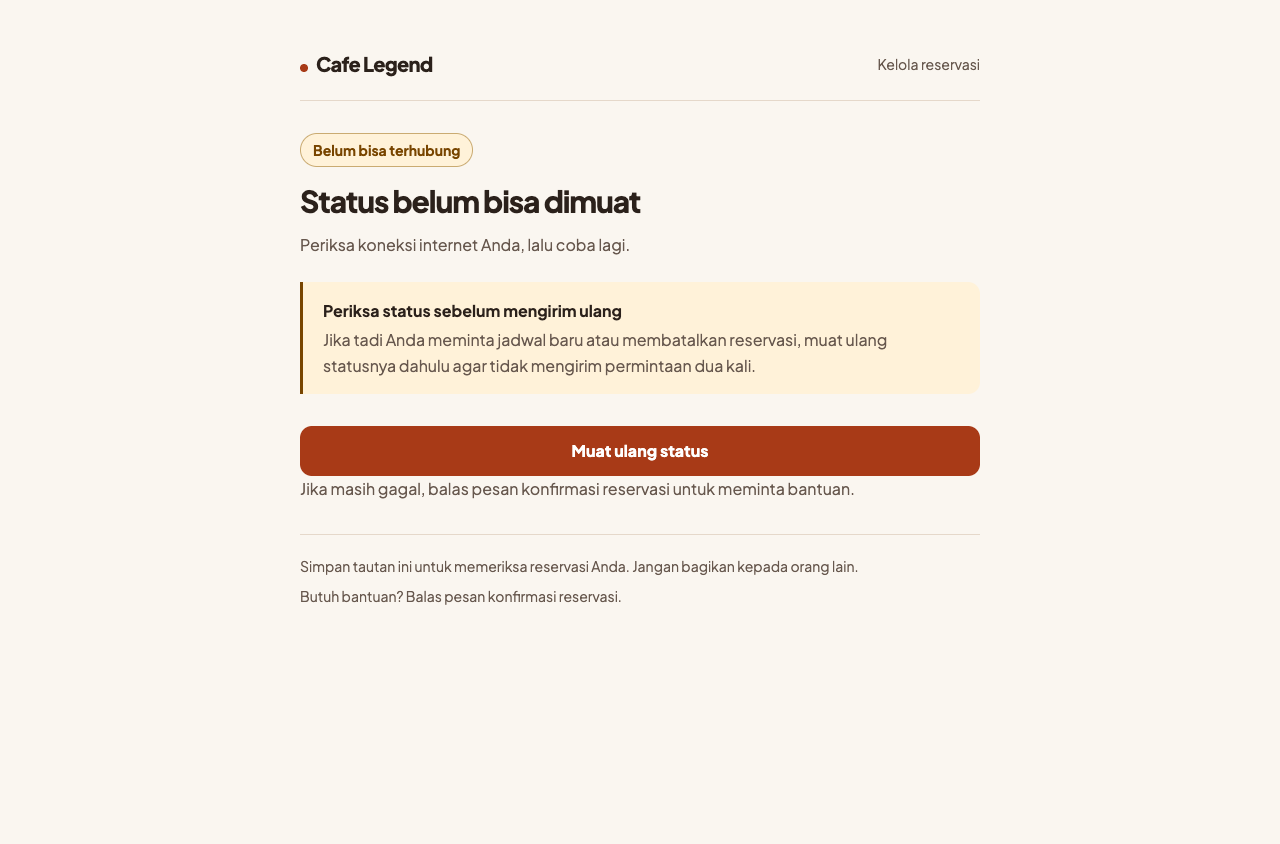 Cafe Legend
Kelola reservasi
Belum bisa terhubung
Status belum bisa dimuat
Periksa koneksi internet Anda, lalu coba lagi.
Periksa status sebelum mengirim ulang
Jika tadi Anda meminta jadwal baru atau membatalkan reservasi, muat ulang
statusnya dahulu agar tidak mengirim permintaan dua kali.
Muat ulang status
Jika masih gagal, balas pesan konfirmasi reservasi untuk meminta bantuan.
Simpan tautan ini untuk memeriksa reservasi Anda. Jangan bagikan kepada orang lain.
Butuh bantuan? Balas pesan konfirmasi reservasi.